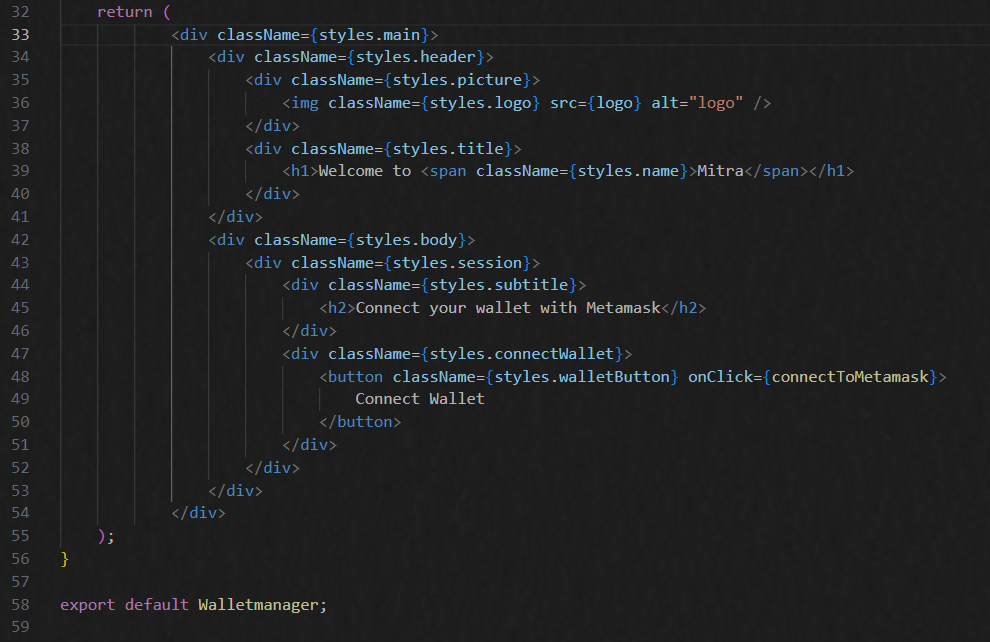 32    return (
33            <div className={styles.main}>
34                <div className={styles.header}>
35                    <div className={styles.picture}>
36                        <img className={styles.logo} src={logo} alt="logo" />
37                    </div>
38                    <div className={styles.title}>
39                        <h1>Welcome to <span className={styles.name}>Mitra</span></h1>
40                    </div>
41                </div>
42                <div className={styles.body}>
43                    <div className={styles.session}>
44                        <div className={styles.subtitle}>
45                            <h2>Connect your wallet with Metamask</h2>
46                        </div>
47                        <div className={styles.connectWallet}>
48                            <button className={styles.walletButton} onClick={connectToMetamask}>
49                                Connect Wallet
50                            </button>
51                        </div>
52                    </div>
53                </div>
54            </div>
55    );
56 }
57
58 export default Walletmanager;
59